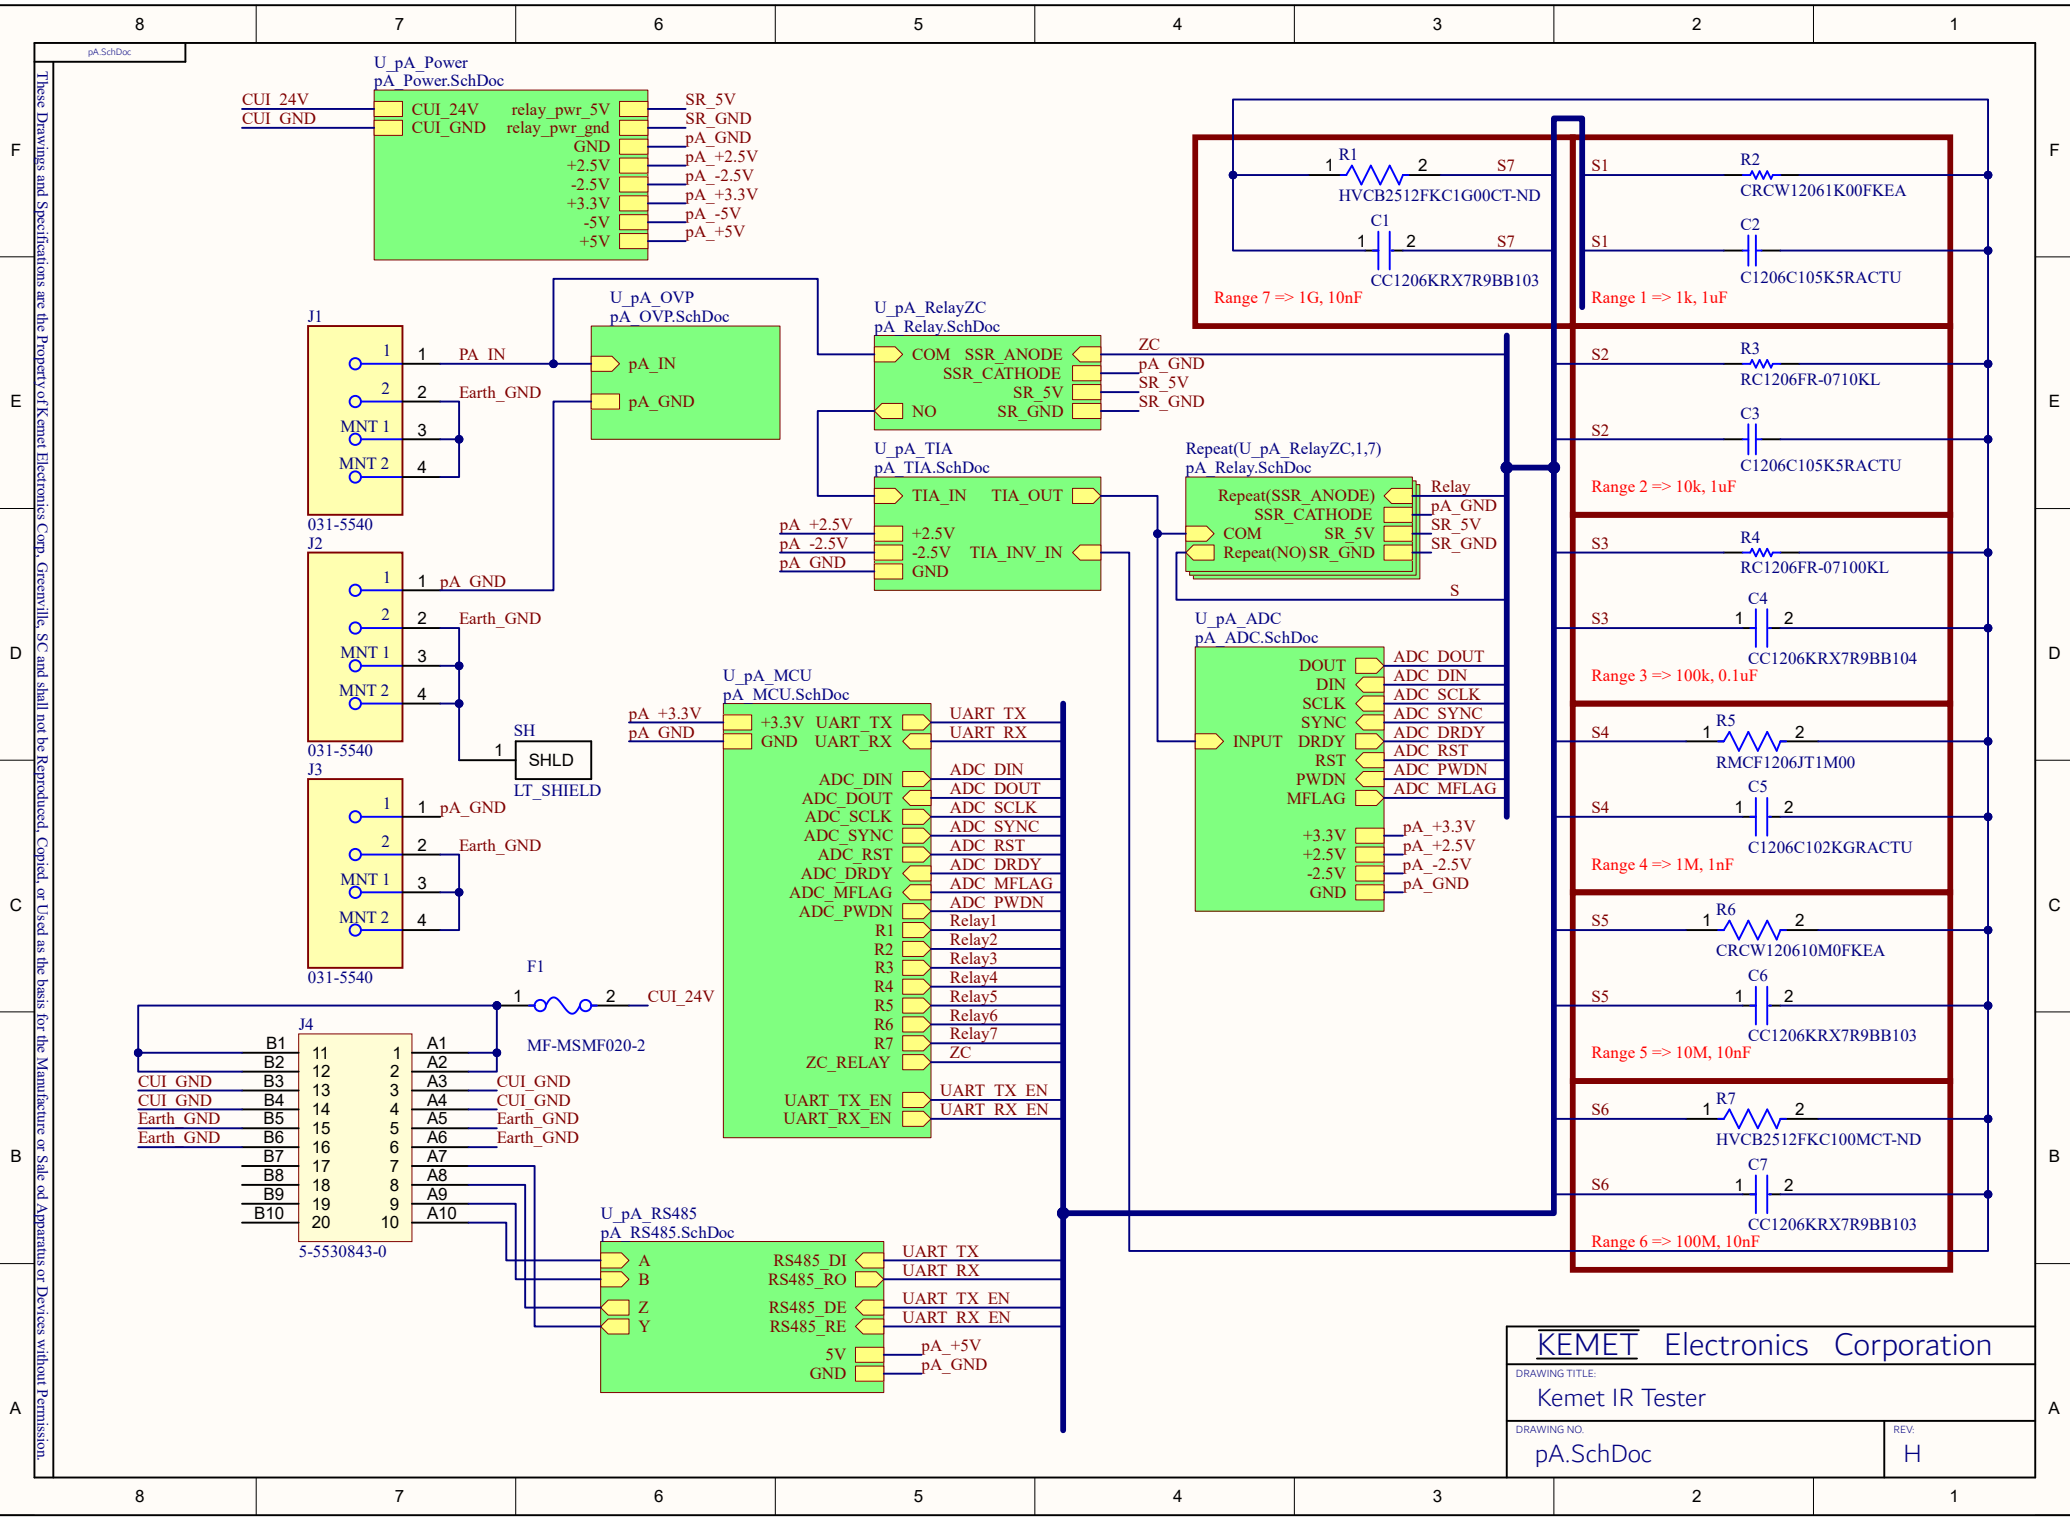 8 7 6 5 4 3 2 1
pA.SchDoc
These Drawings and Specifications are the Property of Kemet Electronics Corp. Greenville, SC and shall not be Reproduced, Copied, or Used as the basis for the Manufacture or Sale od Apparatus or Devices without Permission.
F
E
D
C
B
A
U_pA_Power
pA_Power.SchDoc
CUI_24V
CUI_GND
CUI_24V
CUI_GND
relay_pwr_5V SR_5V
relay_pwr_gnd SR_GND
GND pA_GND
+2.5V pA_+2.5V
-2.5V pA_-2.5V
+3.3V pA_+3.3V
-5V pA_-5V
+5V pA_+5V
J1
1 1 PA_IN
2 2 Earth_GND
MNT 1 3
MNT 2 4
031-5540
J2
1 1 pA_GND
2 2 Earth_GND
MNT 1 3
MNT 2 4
031-5540
SH
1 SHLD
LT_SHIELD
J3
1 1 pA_GND
2 2 Earth_GND
MNT 1 3
MNT 2 4
031-5540
U_pA_OVP
pA_OVP.SchDoc
pA_IN
pA_GND
U_pA_RelayZC
pA_Relay.SchDoc
COM SSR_ANODE ZC
SSR_CATHODE pA_GND
SR_5V SR_5V
NO SR_GND SR_GND
U_pA_TIA
pA_TIA.SchDoc
TIA_IN TIA_OUT
pA_+2.5V +2.5V
pA_-2.5V -2.5V TIA_INV_IN
pA_GND GND
Repeat(U_pA_RelayZC,1,7)
pA_Relay.SchDoc
Repeat(SSR_ANODE) Relay
SSR_CATHODE pA_GND
COM SR_5V SR_5V
Repeat(NO) SR_GND SR_GND
S
U_pA_ADC
pA_ADC.SchDoc
DOUT ADC_DOUT
DIN ADC_DIN
SCLK ADC_SCLK
SYNC ADC_SYNC
INPUT DRDY ADC_DRDY
RST ADC_RST
PWDN ADC_PWDN
MFLAG ADC_MFLAG
+3.3V pA_+3.3V
+2.5V pA_+2.5V
-2.5V pA_-2.5V
GND pA_GND
U_pA_MCU
pA_MCU.SchDoc
pA_+3.3V +3.3V UART_TX UART_TX
pA_GND GND UART_RX UART_RX
ADC_DIN ADC_DIN
ADC_DOUT ADC_DOUT
ADC_SCLK ADC_SCLK
ADC_SYNC ADC_SYNC
ADC_RST ADC_RST
ADC_DRDY ADC_DRDY
ADC_MFLAG ADC_MFLAG
ADC_PWDN ADC_PWDN
R1 Relay1
R2 Relay2
R3 Relay3
R4 Relay4
R5 Relay5
R6 Relay6
R7 Relay7
ZC_RELAY ZC
UART_TX_EN UART_TX_EN
UART_RX_EN UART_RX_EN
F1
1 2 CUI_24V
MF-MSMF020-2
J4
B1 11 1 A1
B2 12 2 A2
CUI_GND B3 13 3 A3 CUI_GND
CUI_GND B4 14 4 A4 CUI_GND
Earth_GND B5 15 5 A5 Earth_GND
Earth_GND B6 16 6 A6 Earth_GND
B7 17 7 A7
B8 18 8 A8
B9 19 9 A9
B10 20 10 A10
5-5530843-0
U_pA_RS485
pA_RS485.SchDoc
A RS485_DI UART_TX
B RS485_RO UART_RX
Z RS485_DE UART_TX_EN
Y RS485_RE UART_RX_EN
5V pA_+5V
GND pA_GND
R1
1 2 S7
HVCB2512FKC1G00CT-ND
C1
1 2 S7
CC1206KRX7R9BB103
Range 7 => 1G, 10nF
S1 R2
CRCW12061K00FKEA
C2
S1
C1206C105K5RACTU
Range 1 => 1k, 1uF
S2 R3
RC1206FR-0710KL
C3
S2
C1206C105K5RACTU
Range 2 => 10k, 1uF
S3 R4
RC1206FR-07100KL
C4
S3 1 2
CC1206KRX7R9BB104
Range 3 => 100k, 0.1uF
R5
S4 1 2
RMCF1206JT1M00
C5
S4 1 2
C1206C102KGRACTU
Range 4 => 1M, 1nF
R6
S5 1 2
CRCW120610M0FKEA
C6
S5 1 2
CC1206KRX7R9BB103
Range 5 => 10M, 10nF
R7
S6 1 2
HVCB2512FKC100MCT-ND
C7
S6 1 2
CC1206KRX7R9BB103
Range 6 => 100M, 10nF
KEMET Electronics Corporation
DRAWING TITLE:
Kemet IR Tester
DRAWING NO. REV:
pA.SchDoc H
F
E
D
C
B
A
8 7 6 5 4 3 2 1